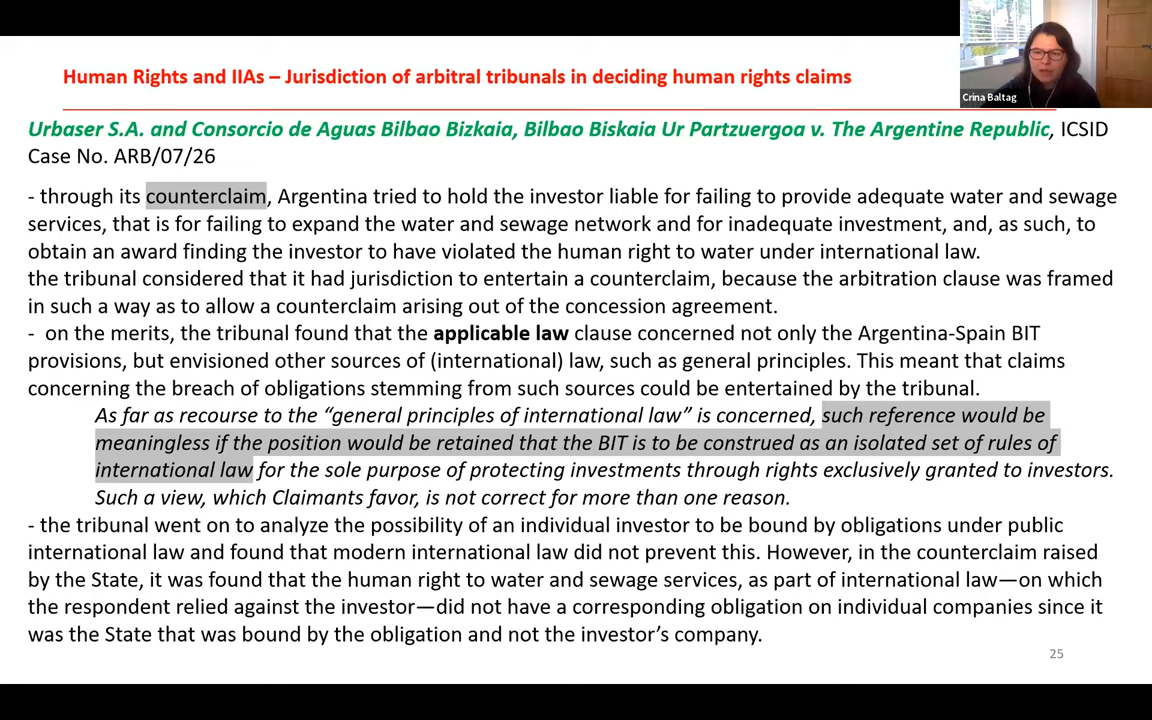 Human Rights and IIAs – Jurisdiction of arbitral tribunals in deciding human rights claims
Crina Baltag
Urbaser S.A. and Consorcio de Aguas Bilbao Bizkaia, Bilbao Biskaia Ur Partzuergoa v. The Argentine Republic, ICSID
Case No. ARB/07/26
- through its counterclaim, Argentina tried to hold the investor liable for failing to provide adequate water and sewage
services, that is for failing to expand the water and sewage network and for inadequate investment, and, as such, to
obtain an award finding the investor to have violated the human right to water under international law.
the tribunal considered that it had jurisdiction to entertain a counterclaim, because the arbitration clause was framed
in such a way as to allow a counterclaim arising out of the concession agreement.
- on the merits, the tribunal found that the applicable law clause concerned not only the Argentina-Spain BIT
provisions, but envisioned other sources of (international) law, such as general principles. This meant that claims
concerning the breach of obligations stemming from such sources could be entertained by the tribunal.
As far as recourse to the “general principles of international law” is concerned, such reference would be
meaningless if the position would be retained that the BIT is to be construed as an isolated set of rules of
international law for the sole purpose of protecting investments through rights exclusively granted to investors.
Such a view, which Claimants favor, is not correct for more than one reason.
- the tribunal went on to analyze the possibility of an individual investor to be bound by obligations under public
international law and found that modern international law did not prevent this. However, in the counterclaim raised
by the State, it was found that the human right to water and sewage services, as part of international law—on which
the respondent relied against the investor—did not have a corresponding obligation on individual companies since it
was the State that was bound by the obligation and not the investor’s company.
25